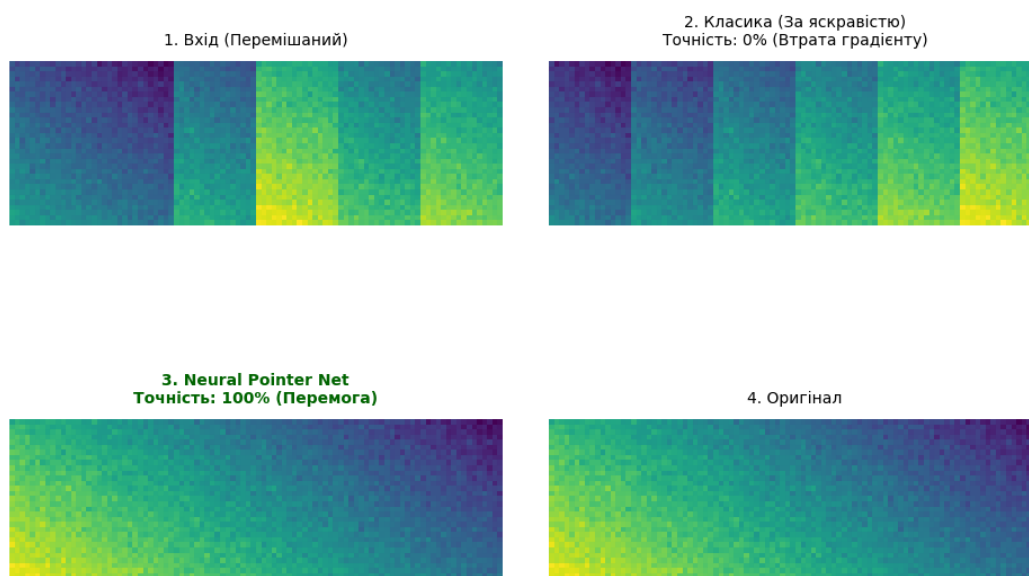 1. Вхід (Перемішаний)
2. Класика (За яскравістю)
Точність: 0% (Втрата градієнту)
3. Neural Pointer Net
Точність: 100% (Перемога)
4. Оригінал